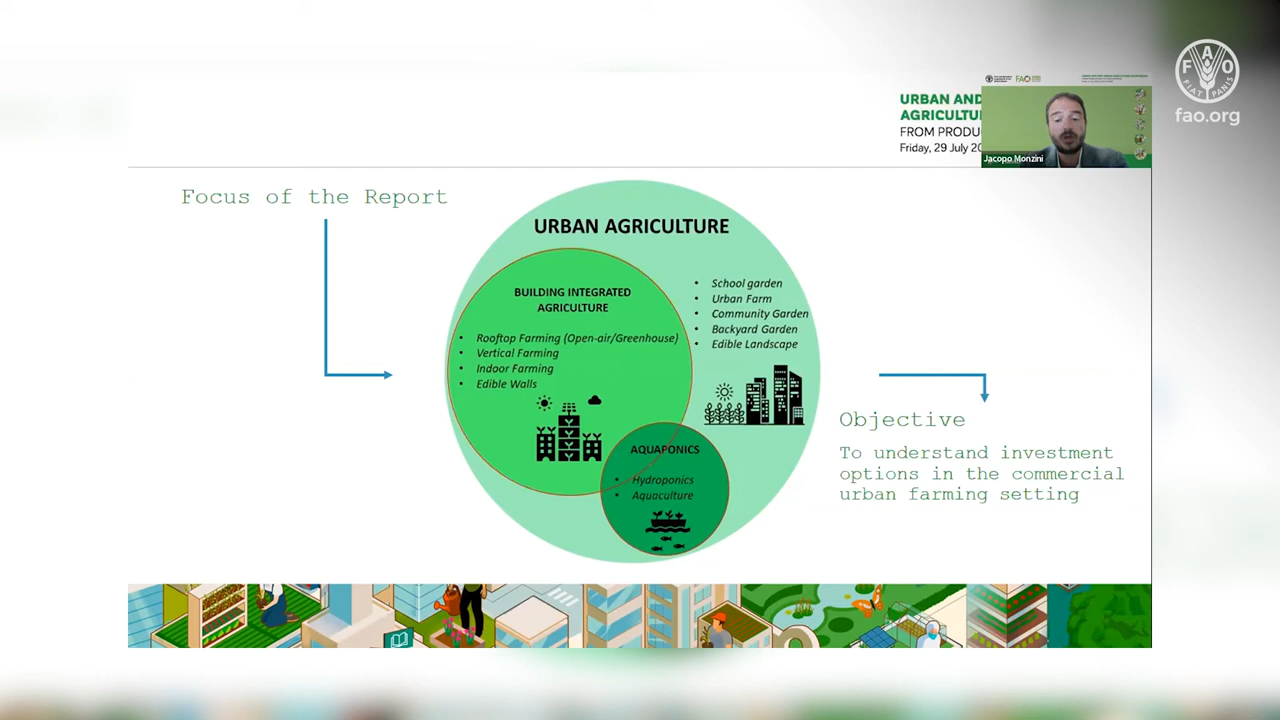 FAO
FIAT PANIS
fao.org
URBAN AND
AGRICULTU
FROM PRODU
Friday, 29 July 20
Jacopo Monzini
Focus of the Report
URBAN AGRICULTURE
BUILDING INTEGRATED
AGRICULTURE
• Rooftop Farming (Open-air/Greenhouse)
• Vertical Farming
• Indoor Farming
• Edible Walls
• School garden
• Urban Farm
• Community Garden
• Backyard Garden
• Edible Landscape
AQUAPONICS
• Hydroponics
• Aquaculture
Objective
To understand investment
options in the commercial
urban farming setting